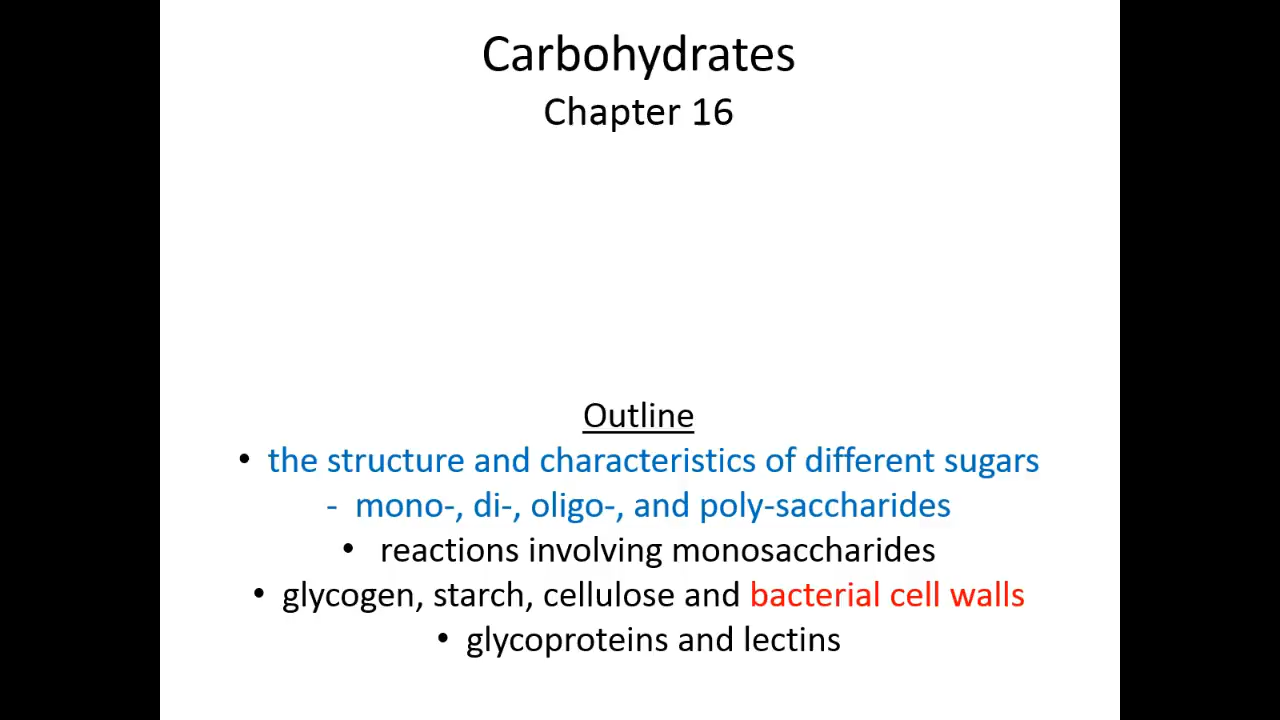 Carbohydrates
Chapter 16
Outline
• the structure and characteristics of different sugars
- mono-, di-, oligo-, and poly-saccharides
• reactions involving monosaccharides
• glycogen, starch, cellulose and bacterial cell walls
• glycoproteins and lectins